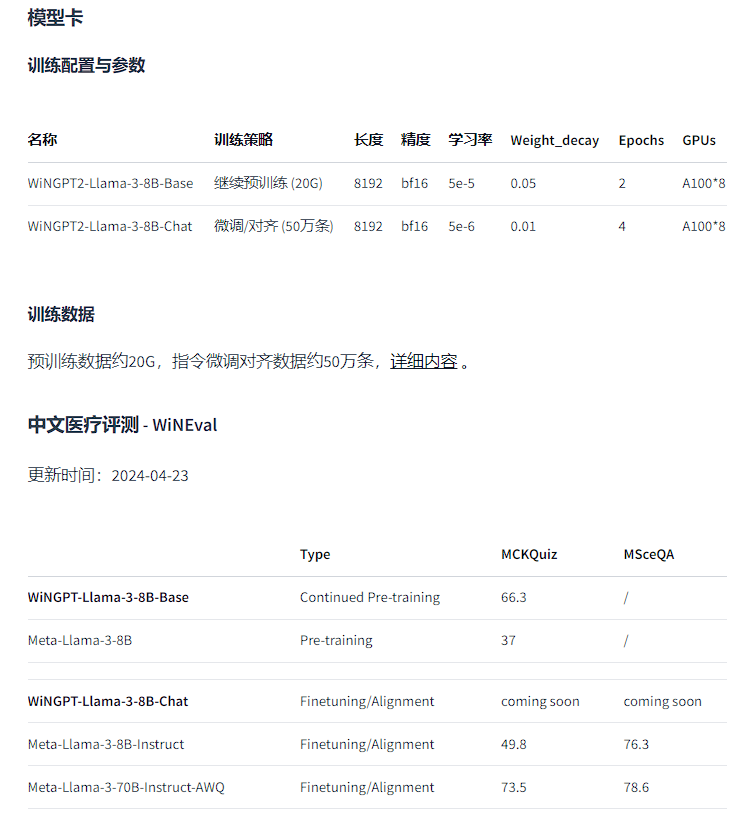 模型卡
训练配置与参数
名称 训练策略 长度 精度 学习率 Weight_decay Epochs GPUs
WiNGPT2-Llama-3-8B-Base 继续预训练 (20G) 8192 bf16 5e-5 0.05 2 A100*8
WiNGPT2-Llama-3-8B-Chat 微调/对齐 (50万条) 8192 bf16 5e-6 0.01 4 A100*8
训练数据
预训练数据约20G，指令微调对齐数据约50万条，详细内容 。
中文医疗评测 - WiNEval
更新时间：2024-04-23
Type MCKQuiz MSceQA
WiNGPT-Llama-3-8B-Base Continued Pre-training 66.3 /
Meta-Llama-3-8B Pre-training 37 /
WiNGPT-Llama-3-8B-Chat Finetuning/Alignment coming soon coming soon
Meta-Llama-3-8B-Instruct Finetuning/Alignment 49.8 76.3
Meta-Llama-3-70B-Instruct-AWQ Finetuning/Alignment 73.5 78.6